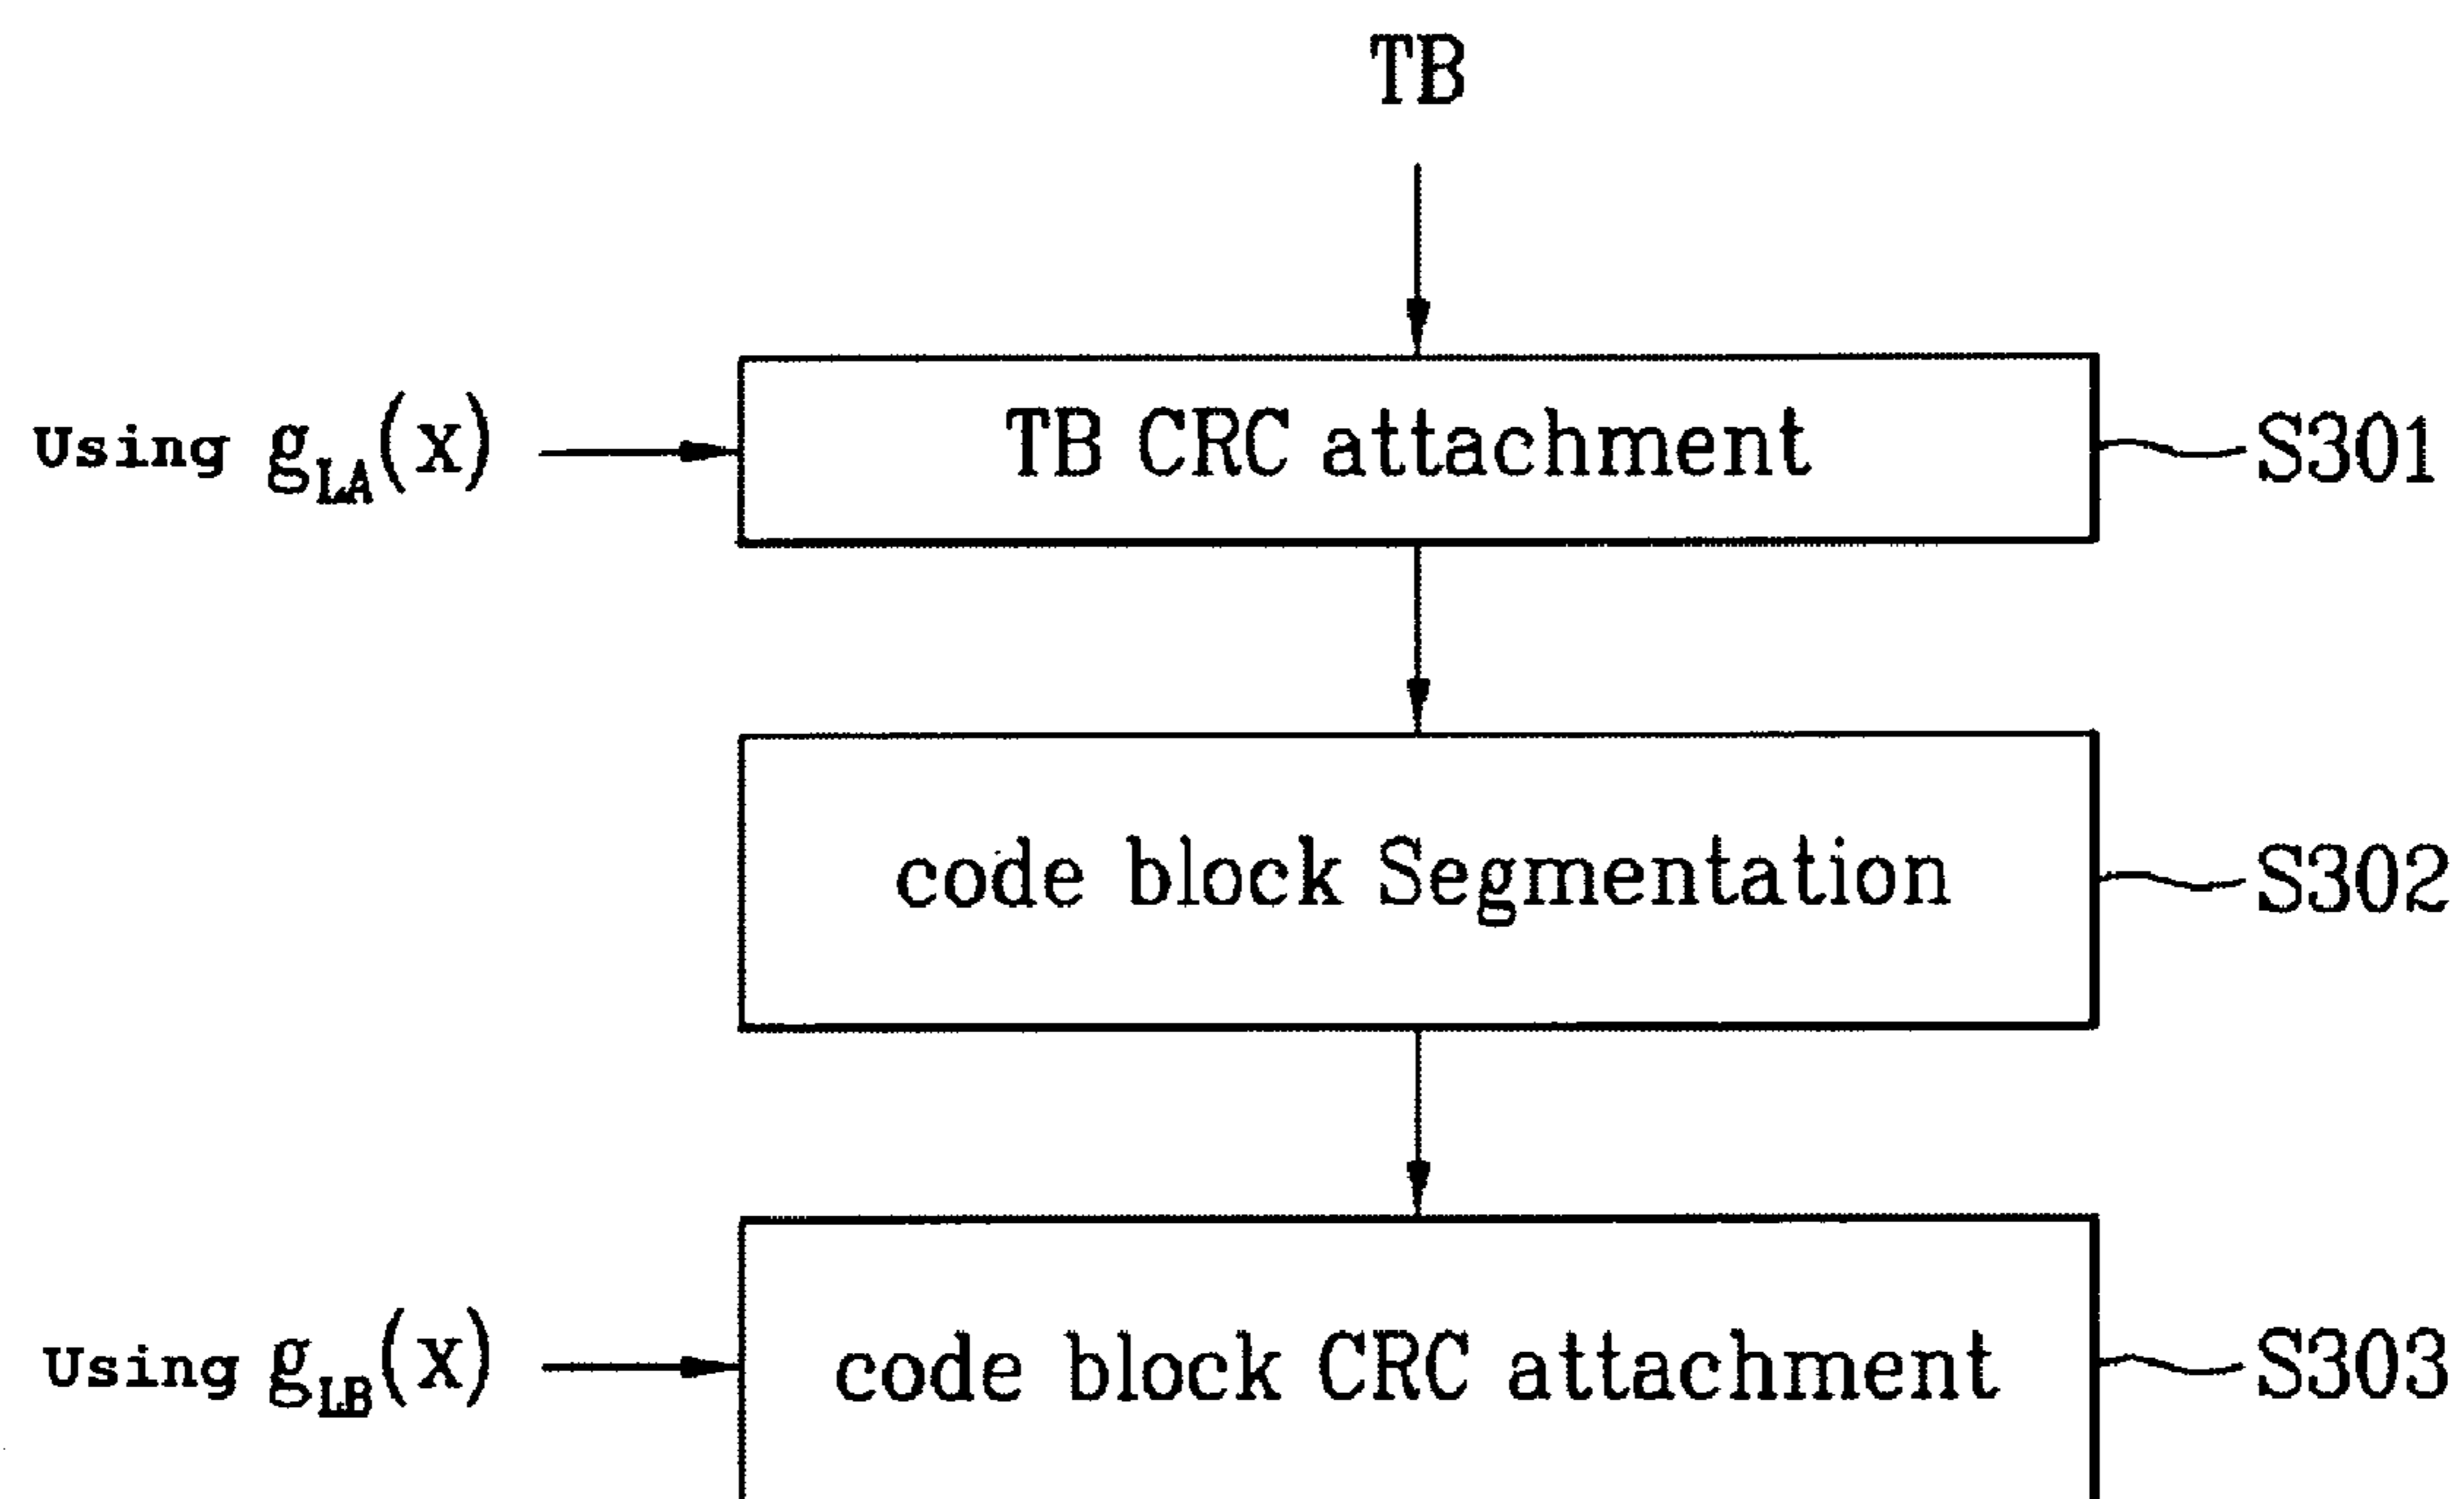 TB
Using g_LA(x)
TB CRC attachment
S301
code block Segmentation
S302
Using g_LB(x)
code block CRC attachment
S303